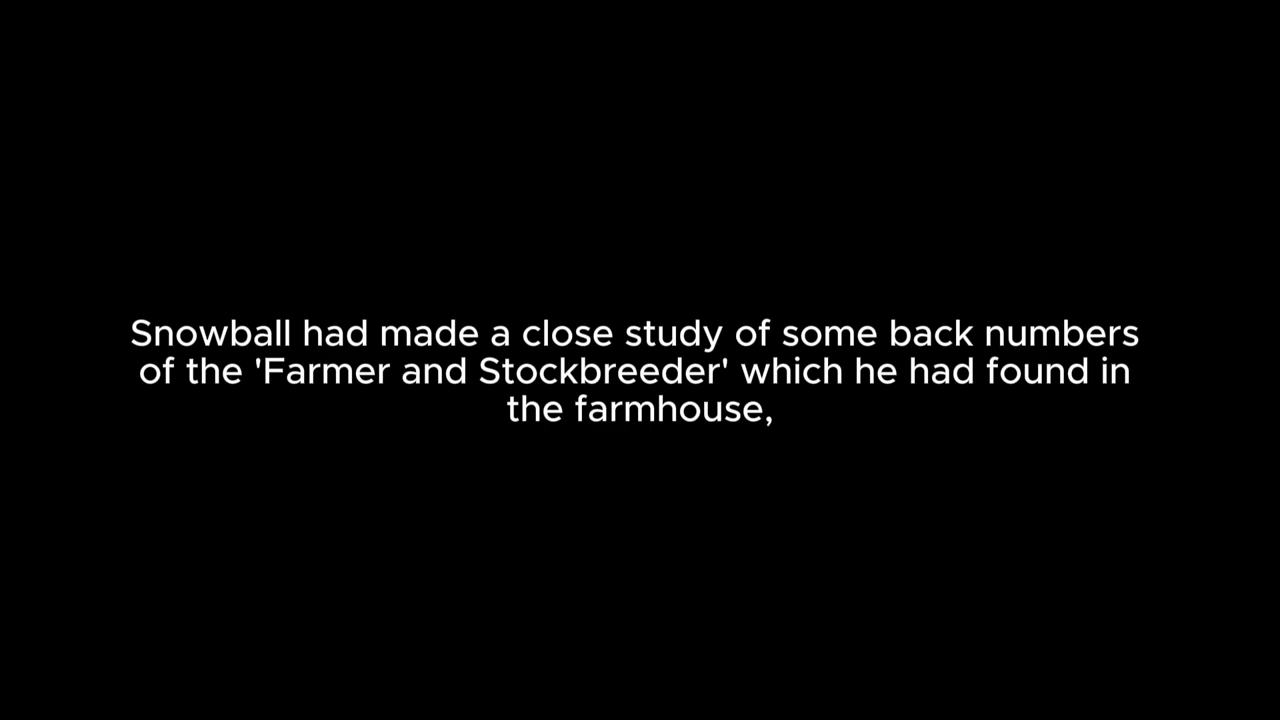 Snowball had made a close study of some back numbers
of the 'Farmer and Stockbreeder' which he had found in
the farmhouse,